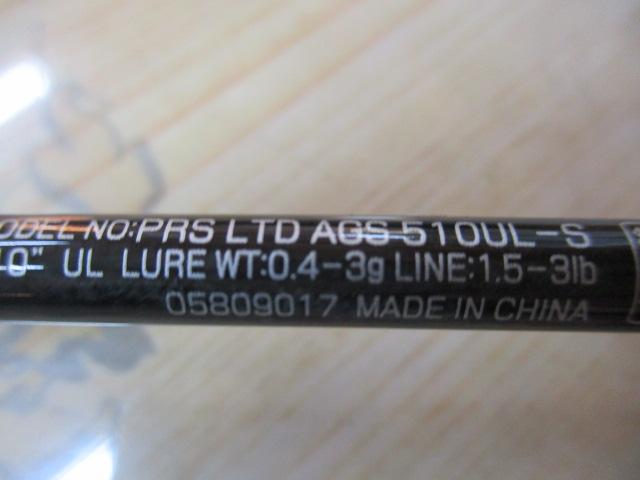 MODEL NO:PRS LTD AGS 510UL-S
10" UL LURE WT:0.4-3g LINE:1.5-3lb
05809017 MADE IN CHINA